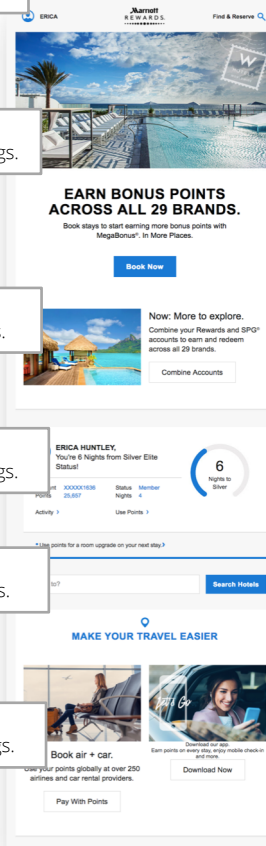 ERICA
Marriott
REWARDS.
Find & Reserve
W
gs.
EARN BONUS POINTS
ACROSS ALL 29 BRANDS.
Book stays to start earning more bonus points with
MegaBonus®. In More Places.
Book Now
s.
Now: More to explore.
Combine your Rewards and SPG®
accounts to earn and redeem
across all 29 brands.
Combine Accounts
ERICA HUNTLEY,
You're 6 Nights from Silver Elite
Status!
gs.
nt XXXXX1636 Status Member
Points 25,657 Nights 4
Activity > Use Points >
6
Nights to
Silver
* Use points for a room upgrade on your next stay.>
s.
to?
Search Hotels
MAKE YOUR TRAVEL EASIER
Let's Go
gs.
Book air + car.
your points globally at over 250
airlines and car rental providers.
Pay With Points
Download our app.
Earn points on every stay, enjoy mobile check-in
and more.
Download Now